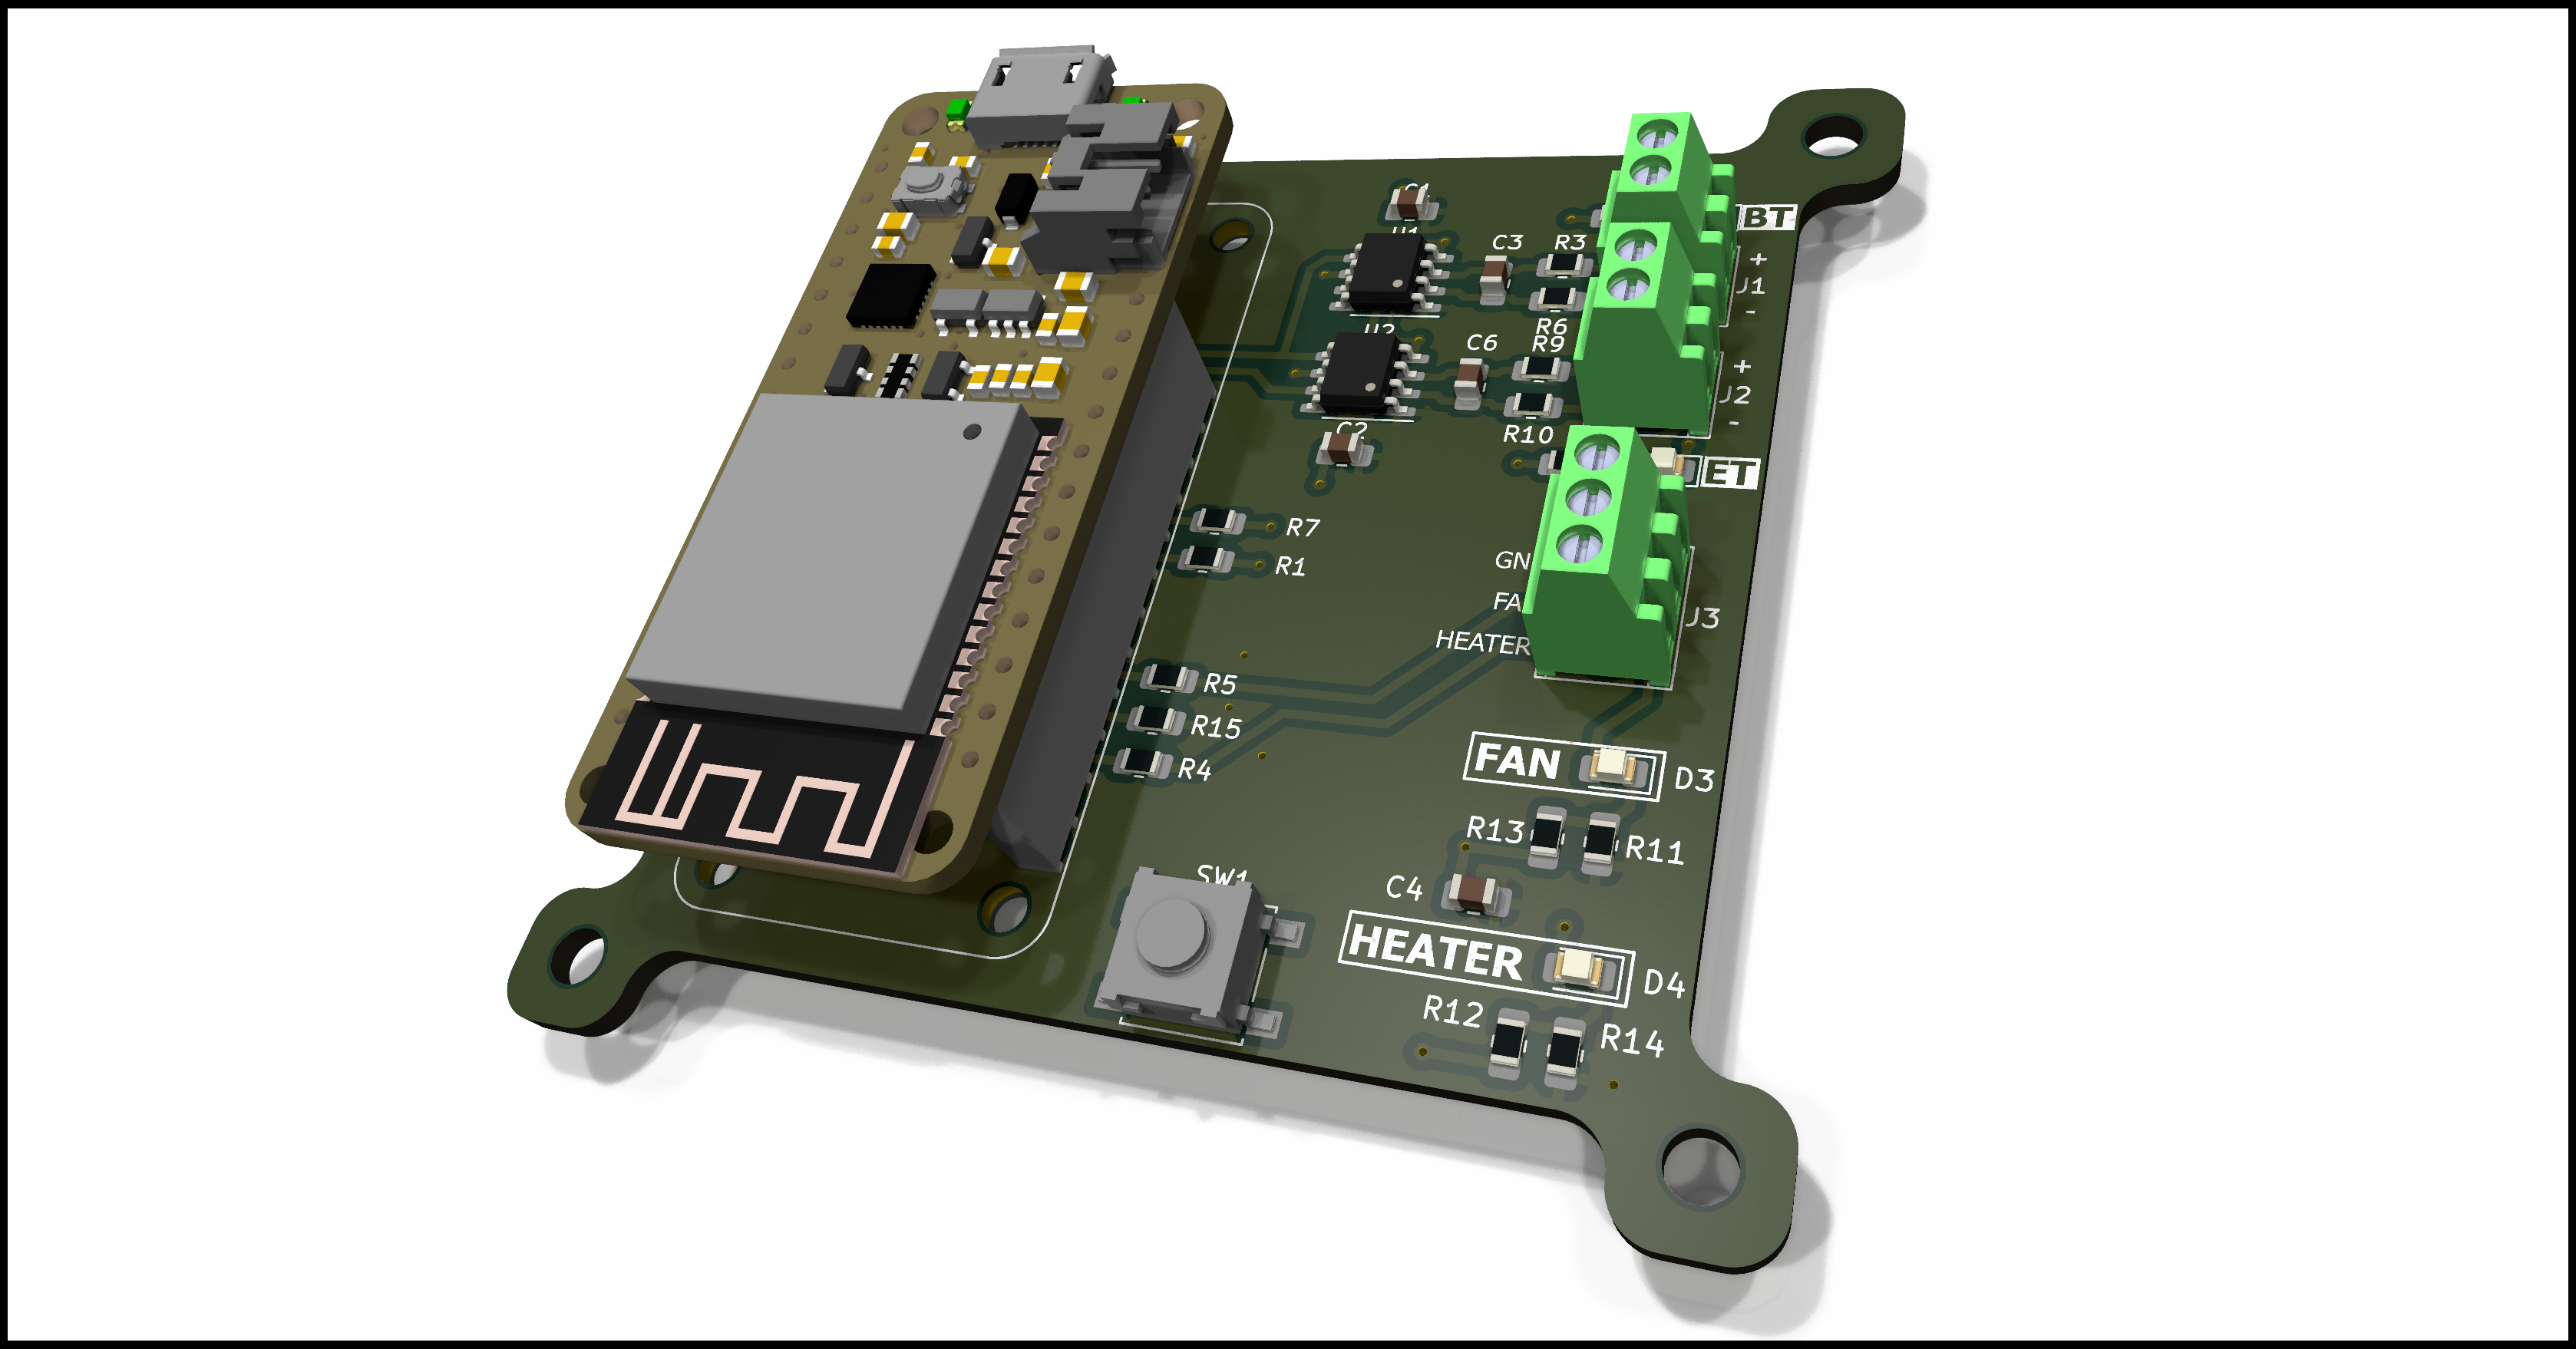 BT
C3
R3
+
J1
-
R6
R9
C6
+
J2
-
C2
R10
ET
R7
R1
GN
FA
HEATER
J3
R5
R15
R4
FAN
D3
R13
R11
SW1
C4
HEATER
D4
R12
R14